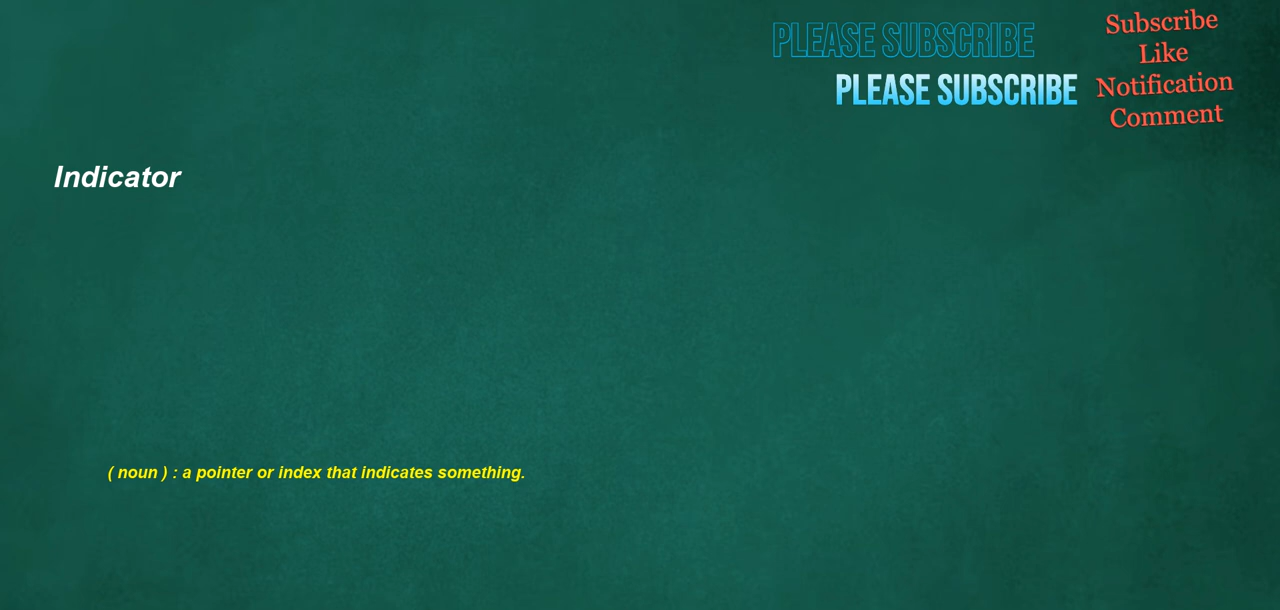 PLEASE SUBSCRIBE
PLEASE SUBSCRIBE
Subscribe
Like
Notification
Comment
Indicator
( noun ) : a pointer or index that indicates something.